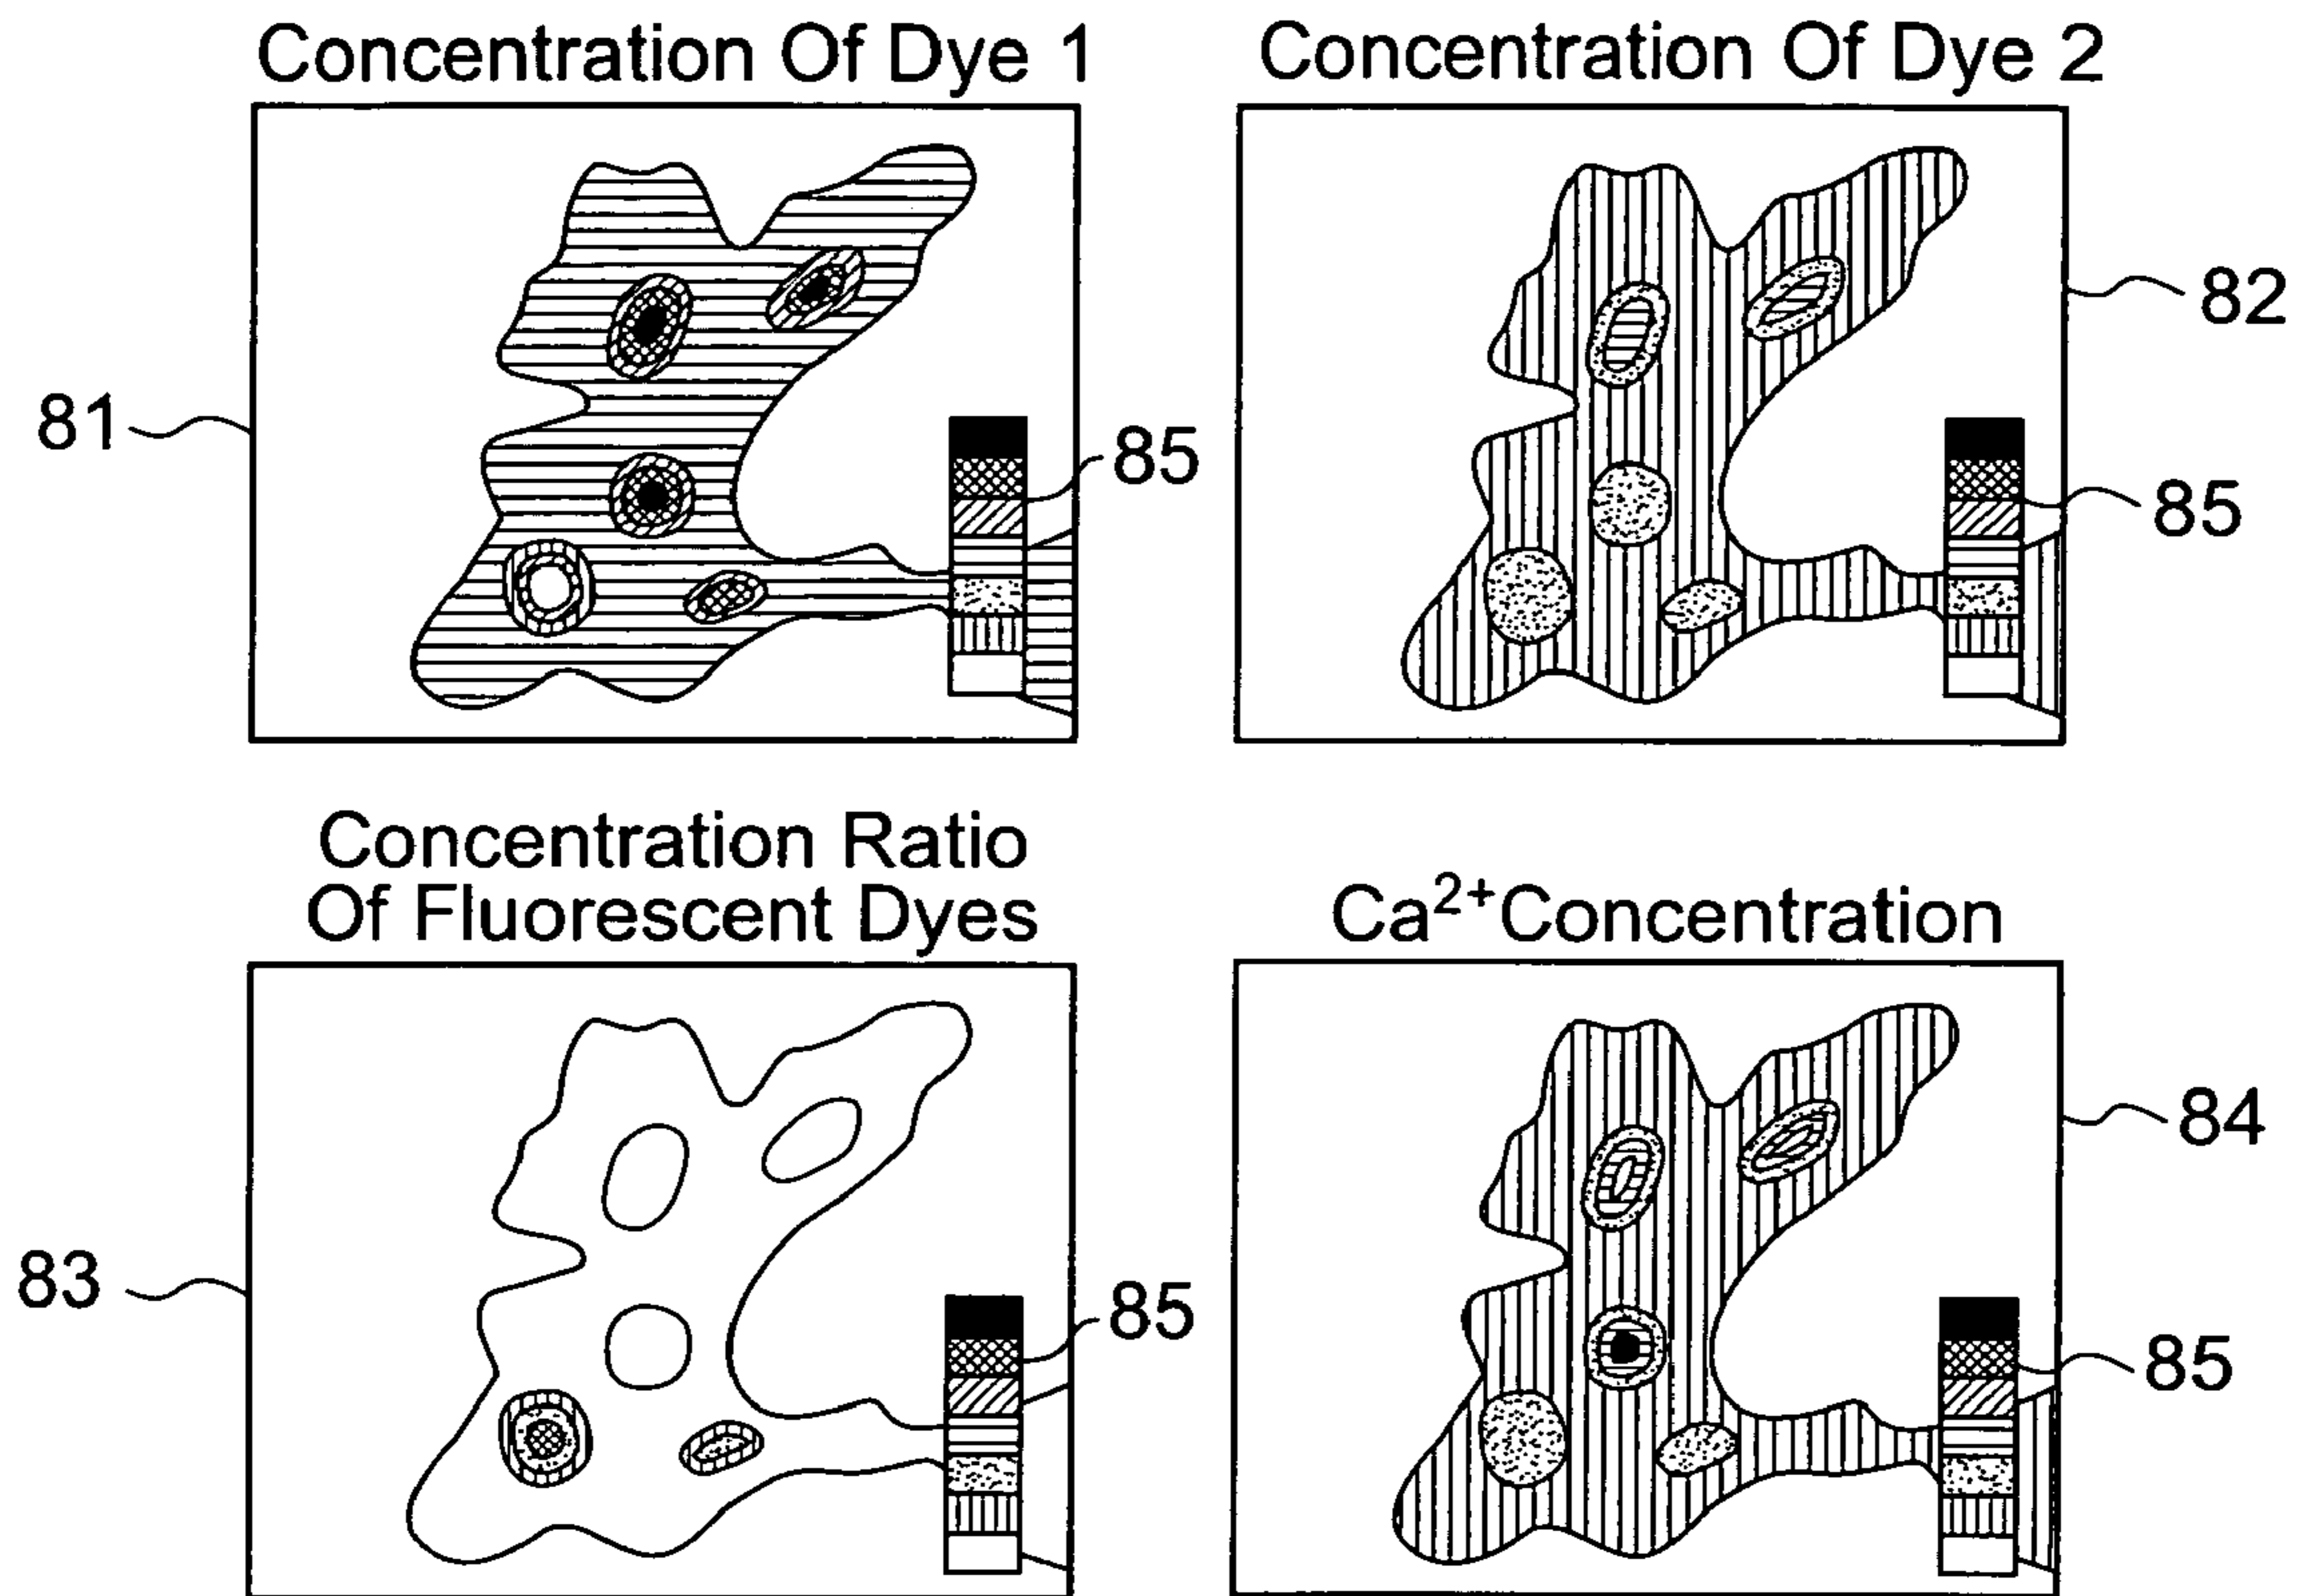 Concentration Of Dye 1
Concentration Of Dye 2
81
85
82
85
Concentration Ratio
Of Fluorescent Dyes
Ca²⁺Concentration
83
85
84
85